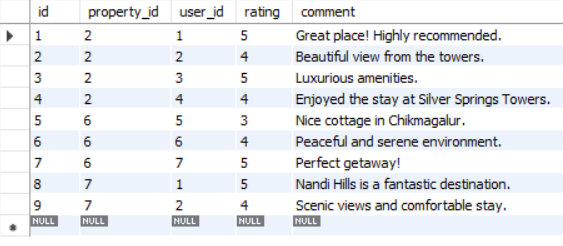 id property_id user_id rating comment
1 2 1 5 Great place! Highly recommended.
2 2 2 4 Beautiful view from the towers.
3 2 3 5 Luxurious amenities.
4 2 4 4 Enjoyed the stay at Silver Springs Towers.
5 6 5 3 Nice cottage in Chikmagalur.
6 6 6 4 Peaceful and serene environment.
7 6 7 5 Perfect getaway!
8 7 1 5 Nandi Hills is a fantastic destination.
9 7 2 4 Scenic views and comfortable stay.
NULL NULL NULL NULL NULL